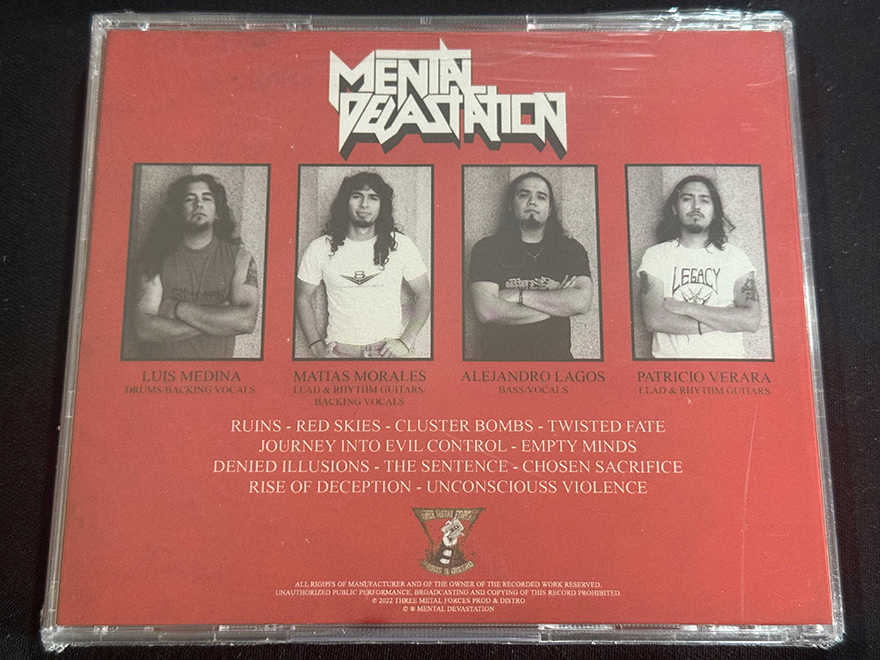 MENTAL
DEVASTATION
LEGACY
LUIS MEDINA
DRUMS/BACKING VOCALS
MATIAS MORALES
LEAD & RHYTHM GUITARS
BACKING VOCALS
ALEJANDRO LAGOS
BASS/VOCALS
PATRICIO VERARA
LEAD & RHYTHM GUITARS
RUINS - RED SKIES - CLUSTER BOMBS - TWISTED FATE
JOURNEY INTO EVIL CONTROL - EMPTY MINDS
DENIED ILLUSIONS - THE SENTENCE - CHOSEN SACRIFICE
RISE OF DECEPTION - UNCONSCIOUSS VIOLENCE
METAL FORCES
& DISTRO
ALL RIGHTS OF MANUFACTURER AND OF THE OWNER OF THE RECORDED WORK RESERVED.
UNAUTHORIZED PUBLIC PERFORMANCE, BROADCASTING AND COPYING OF THIS RECORD PROHIBITED.
© 2022 THREE METAL FORCES PROD & DISTRO
© ® MENTAL DEVASTATION